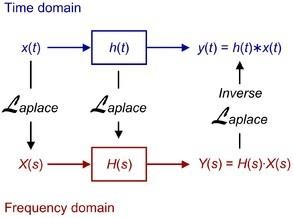 Time domain
x(t) h(t) y(t) = h(t)∗x(t)
Inverse
ℒaplace ℒaplace ℒaplace
X(s) H(s) Y(s) = H(s)·X(s)
Frequency domain